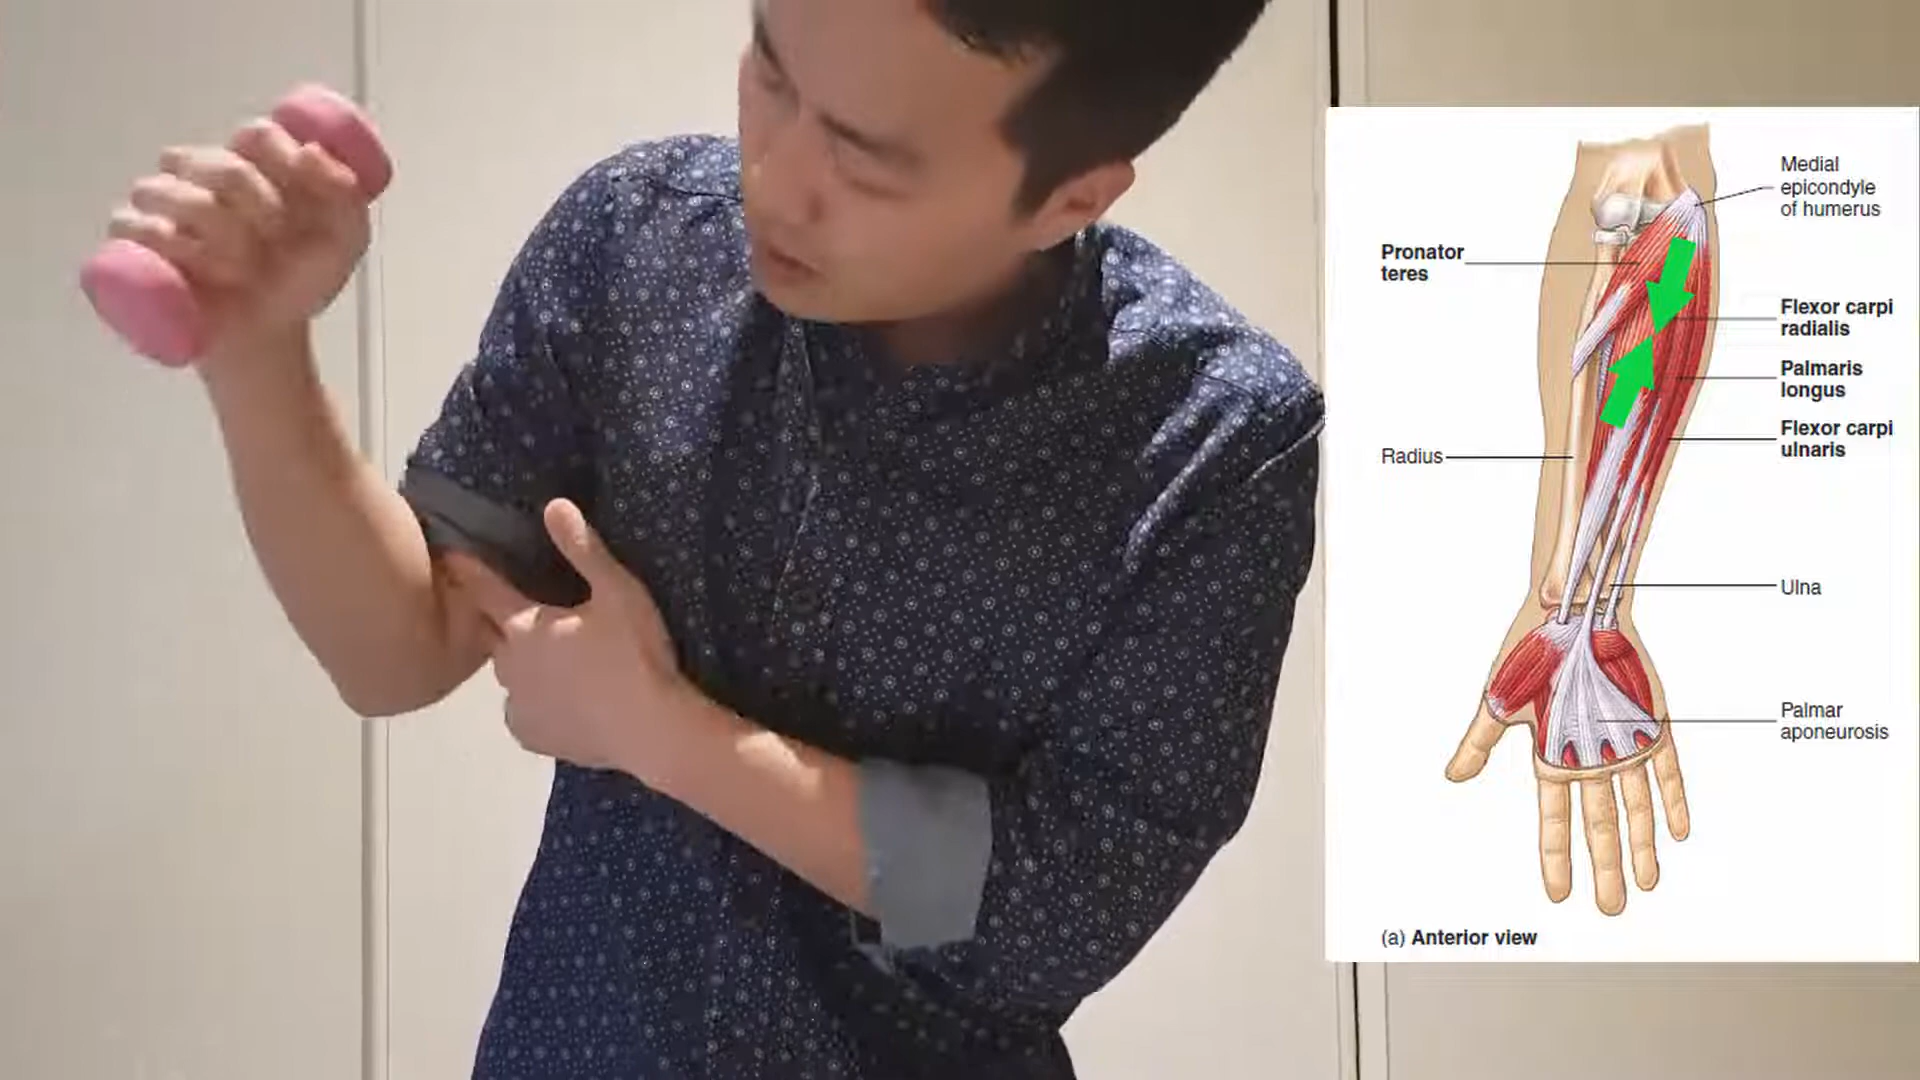 Medial
epicondyle
of humerus
Pronator
teres
Flexor carpi
radialis
Palmaris
longus
Flexor carpi
ulnaris
Radius
Ulna
Palmar
aponeurosis
(a) Anterior view